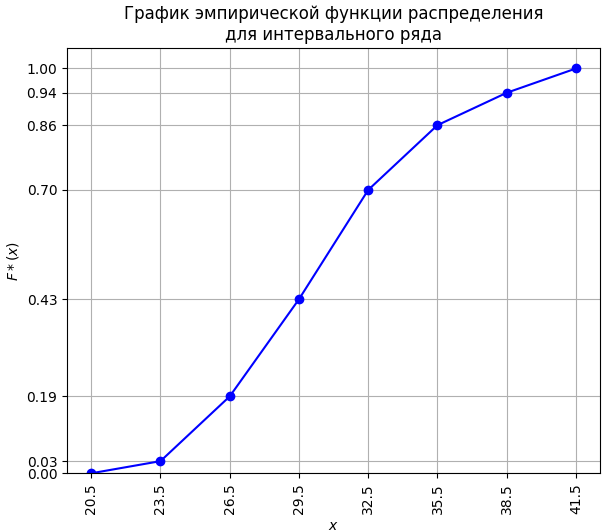 График эмпирической функции распределения
для интервального ряда
1.00
0.94
0.86
0.70
0.43
0.19
0.03
0.00
F*(x)
20.5 23.5 26.5 29.5 32.5 35.5 38.5 41.5
x